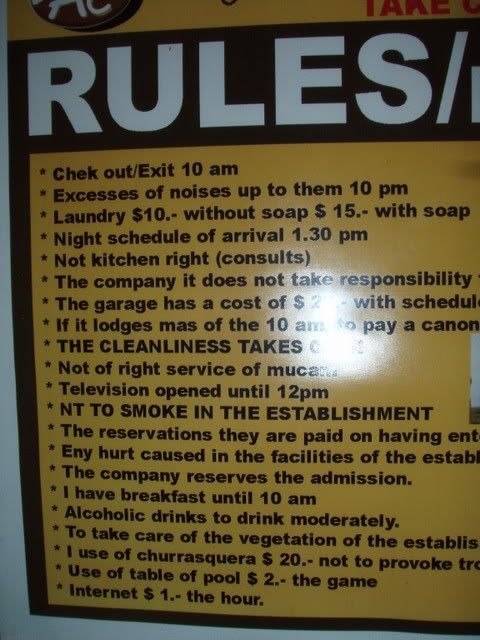 TAKE C
RULES/
* Chek out/Exit 10 am
* Excesses of noises up to them 10 pm
* Laundry $10.- without soap $ 15.- with soap
* Night schedule of arrival 1.30 pm
* Not kitchen right (consults)
* The company it does not take responsibility
* The garage has a cost of $ 2 .- with schedul
* If it lodges mas of the 10 am, to pay a canon
* THE CLEANLINESS TAKES
* Not of right service of
* Television opened until 12pm
* NT TO SMOKE IN THE ESTABLISHMENT
* The reservations they are paid on having ent
* Eny hurt caused in the facilities of the establ
* The company reserves the admission.
* I have breakfast until 10 am
* Alcoholic drinks to drink moderately.
* To take care of the vegetation of the establis
* I use of churrasquera $ 20.- not to provoke tro
* Use of table of pool $ 2.- the game
* Internet $ 1.- the hour.